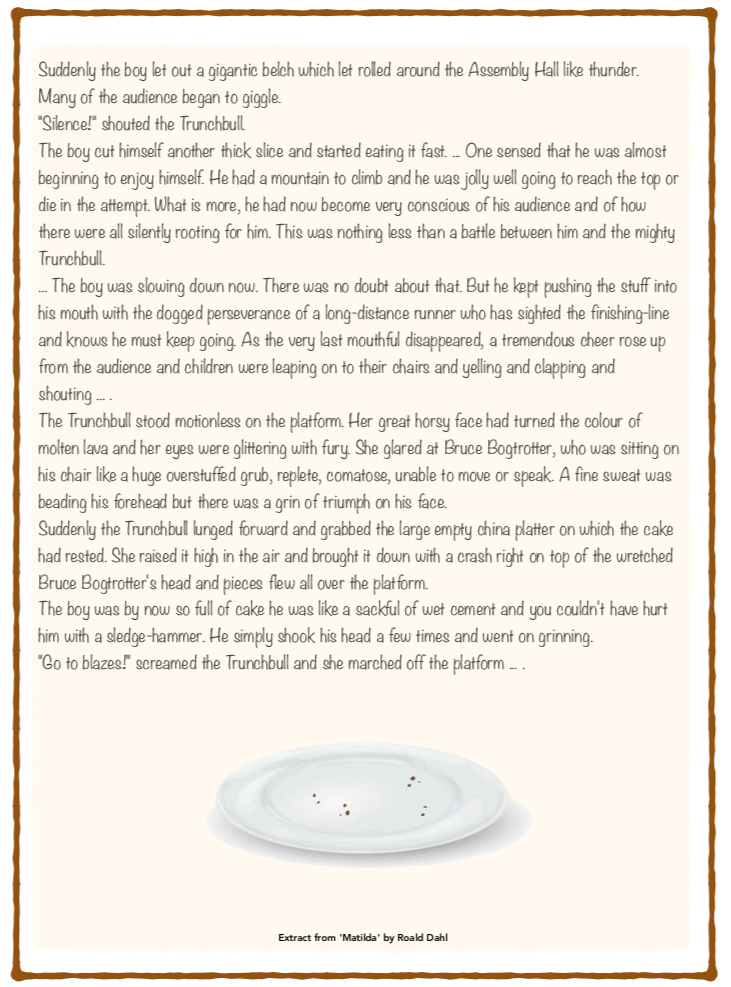 Suddenly the boy let out a gigantic belch which let rolled around the Assembly Hall like thunder.
Many of the audience began to giggle.
"Silence!" shouted the Trunchbull.
The boy cut himself another thick slice and started eating it fast. ... One sensed that he was almost
beginning to enjoy himself. He had a mountain to climb and he was jolly well going to reach the top or
die in the attempt. What is more, he had now become very conscious of his audience and of how
there were all silently rooting for him. This was nothing less than a battle between him and the mighty
Trunchbull.
... The boy was slowing down now. There was no doubt about that. But he kept pushing the stuff into
his mouth with the dogged perseverance of a long-distance runner who has sighted the finishing-line
and knows he must keep going. As the very last mouthful disappeared, a tremendous cheer rose up
from the audience and children were leaping on to their chairs and yelling and clapping and
shouting ... .
The Trunchbull stood motionless on the platform. Her great horsy face had turned the colour of
molten lava and her eyes were glittering with fury. She glared at Bruce Bogtrotter, who was sitting on
his chair like a huge overstuffed grub, replete, comatose, unable to move or speak. A fine sweat was
beading his forehead but there was a grin of triumph on his face.
Suddenly the Trunchbull lunged forward and grabbed the large empty china platter on which the cake
had rested. She raised it high in the air and brought it down with a crash right on top of the wretched
Bruce Bogtrotter's head and pieces flew all over the platform.
The boy was by now so full of cake he was like a sackful of wet cement and you couldn't have hurt
him with a sledge-hammer. He simply shook his head a few times and went on grinning.
"Go to blazes!" screamed the Trunchbull and she marched off the platform ... .
Extract from 'Matilda' by Roald Dahl